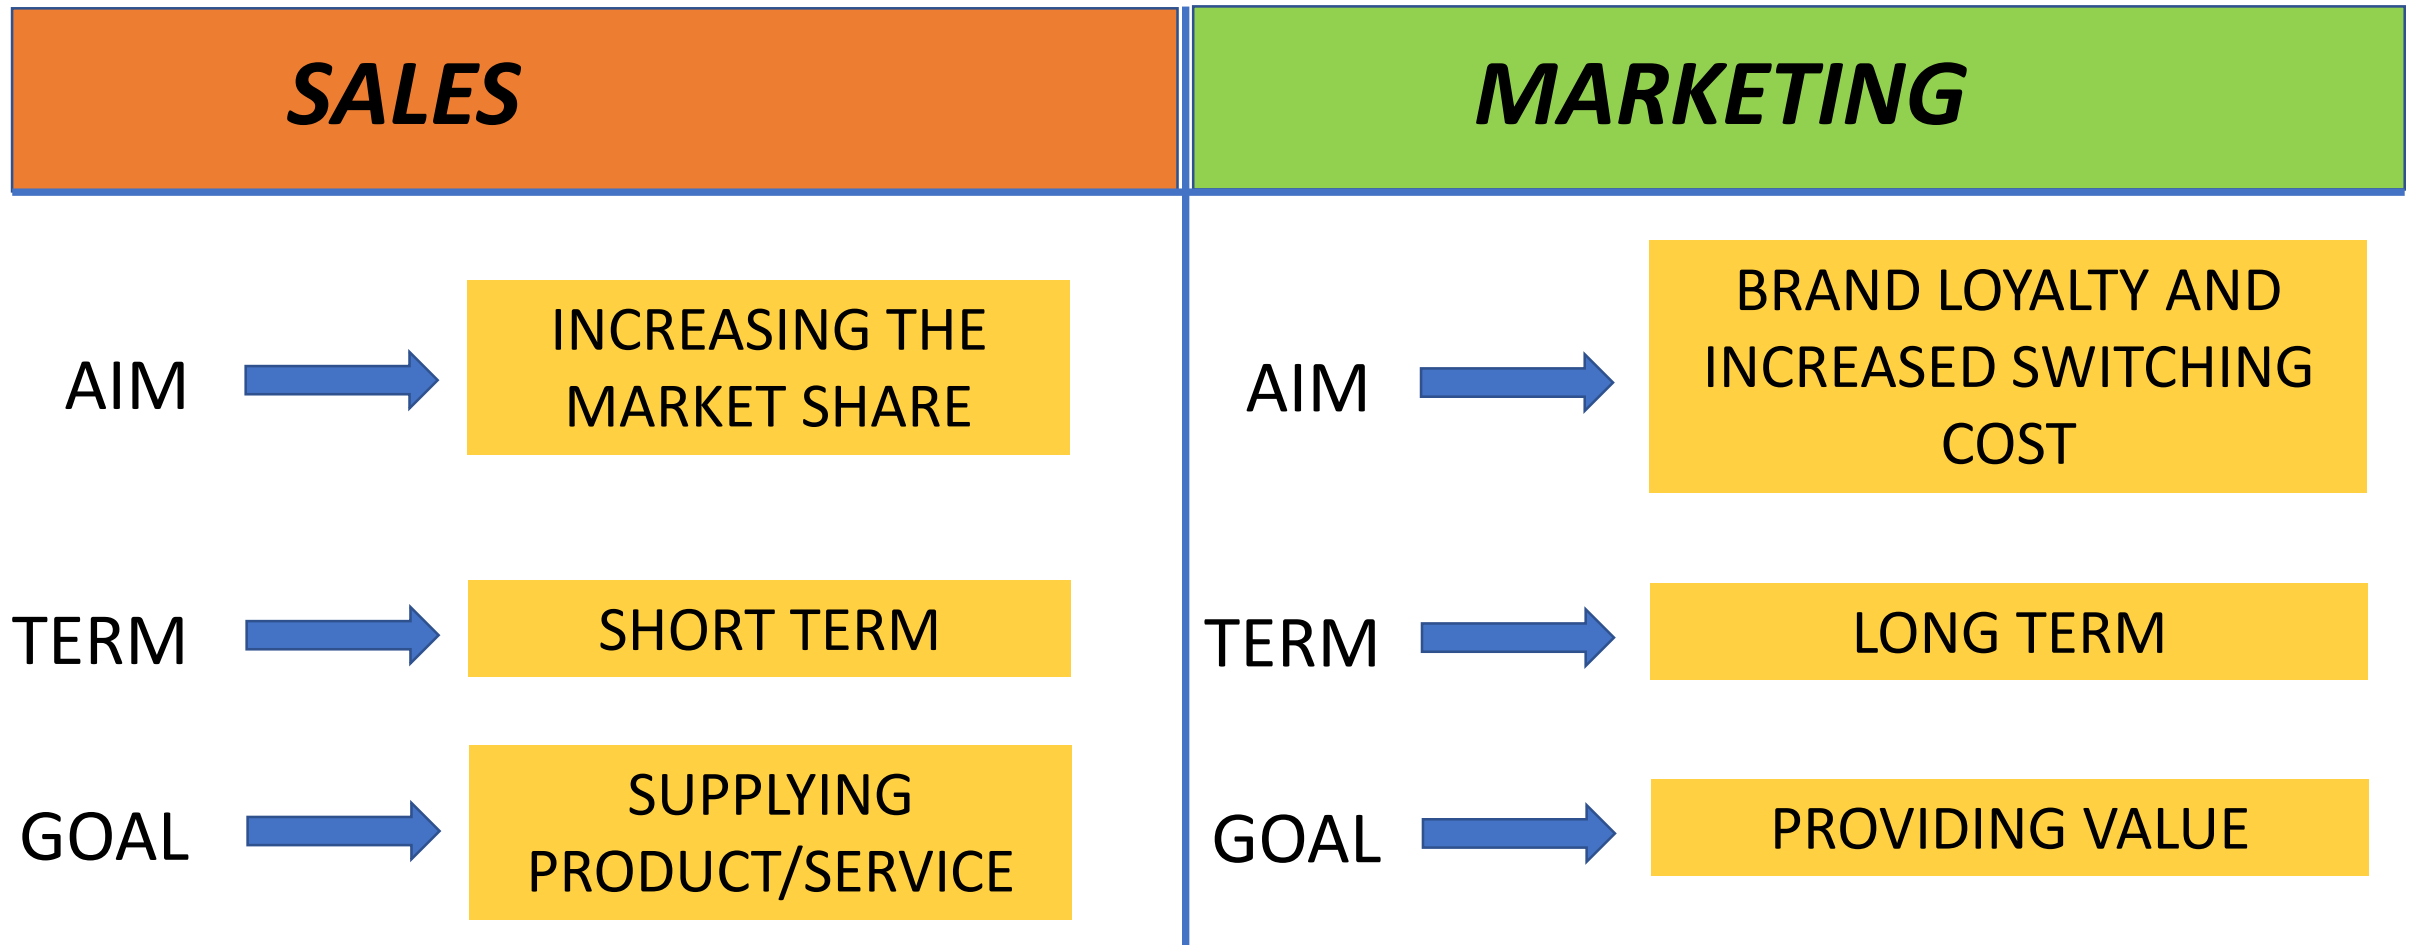 SALES
AIM
INCREASING THE
MARKET SHARE
TERM
SHORT TERM
GOAL
SUPPLYING
PRODUCT/SERVICE
MARKETING
AIM
BRAND LOYALTY AND
INCREASED SWITCHING
COST
TERM
LONG TERM
GOAL
PROVIDING VALUE